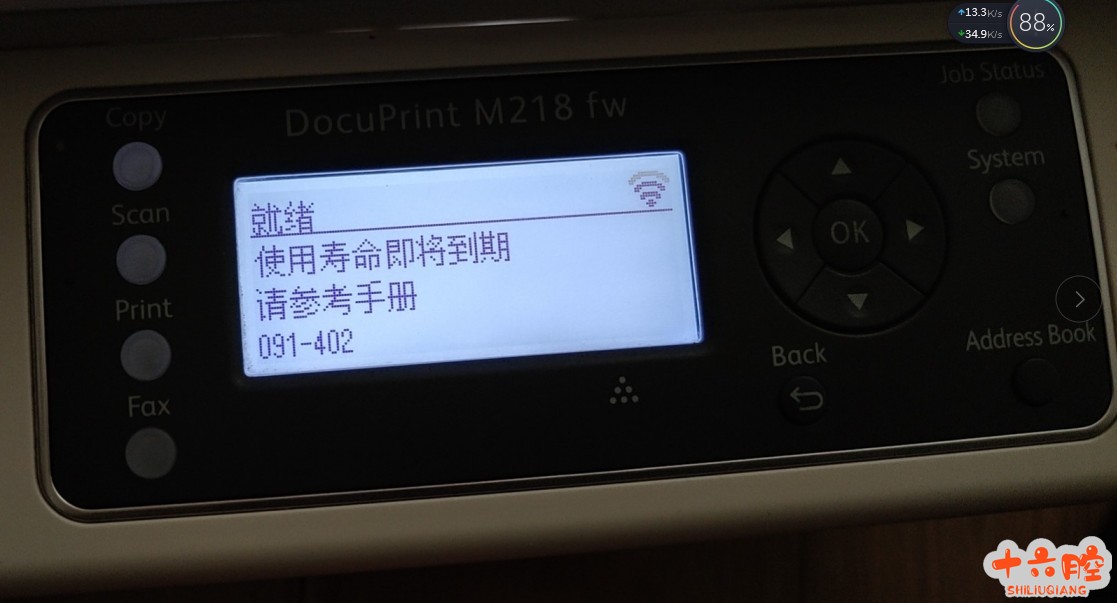 ↑13.3K/s
↓34.9K/s
88%
Job Status
Copy
DocuPrint M218 fw
System
Scan
就绪
使用寿命即将到期
请参考手册
091-402
OK
Print
Address Book
Back
Fax
十六腔
SHILIUQIANG